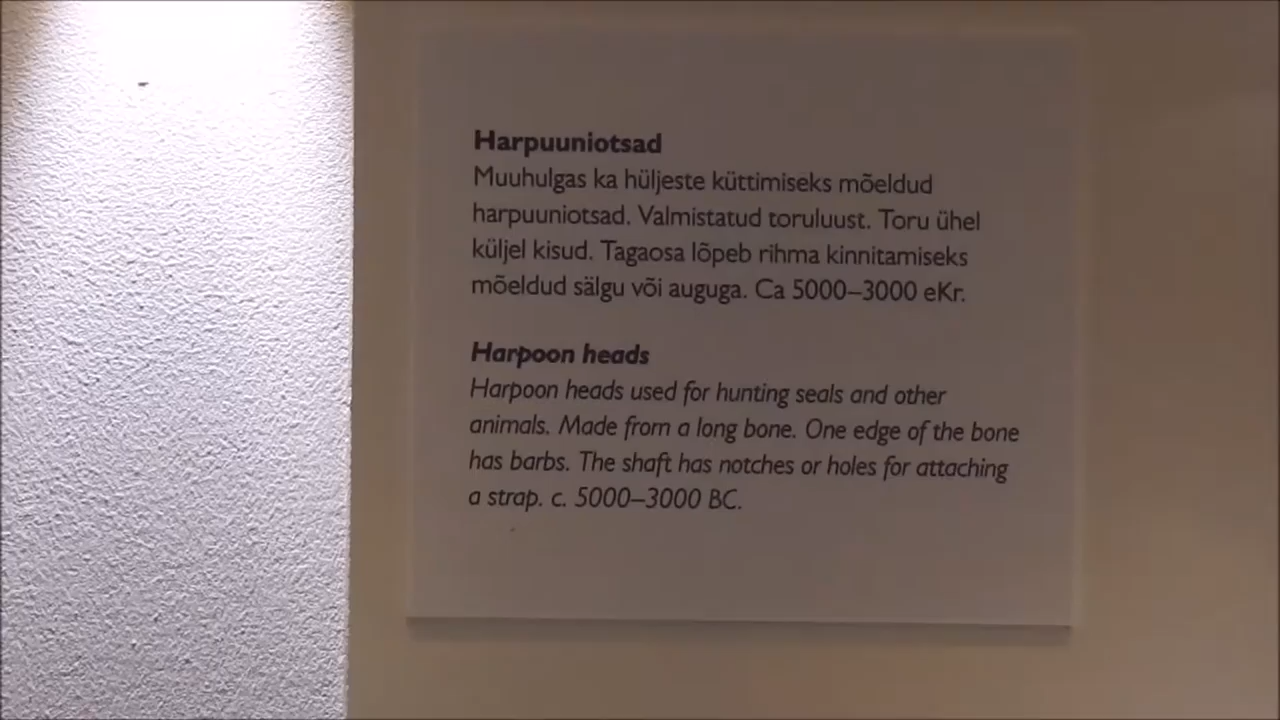 Harpuuniotsad
Muuhulgas ka hüljeste küttimiseks mõeldud
harpuuniotsad. Valmistatud toruluust. Toru ühel
küljel kisud. Tagaosa lõpeb rihma kinnitamiseks
mõeldud sälgu või auguga. Ca 5000–3000 eKr.
Harpoon heads
Harpoon heads used for hunting seals and other
animals. Made from a long bone. One edge of the bone
has barbs. The shaft has notches or holes for attaching
a strap. c. 5000–3000 BC.